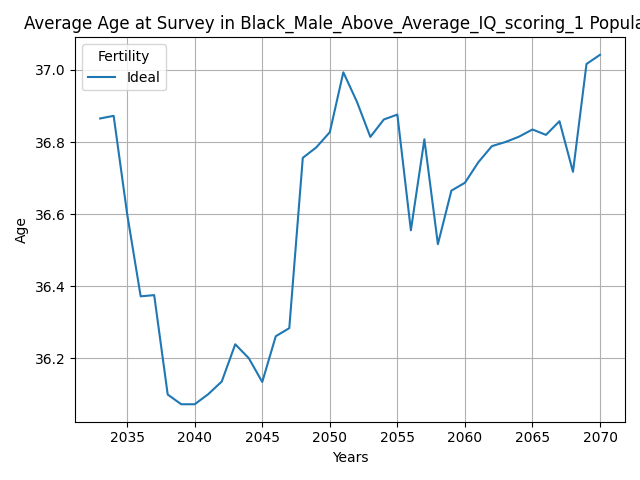 Average Age at Survey in Black_Male_Above_Average_IQ_scoring_1 Popula
Fertility
Ideal
37.0
36.8
36.6
36.4
36.2
Age
2035 2040 2045 2050 2055 2060 2065 2070
Years